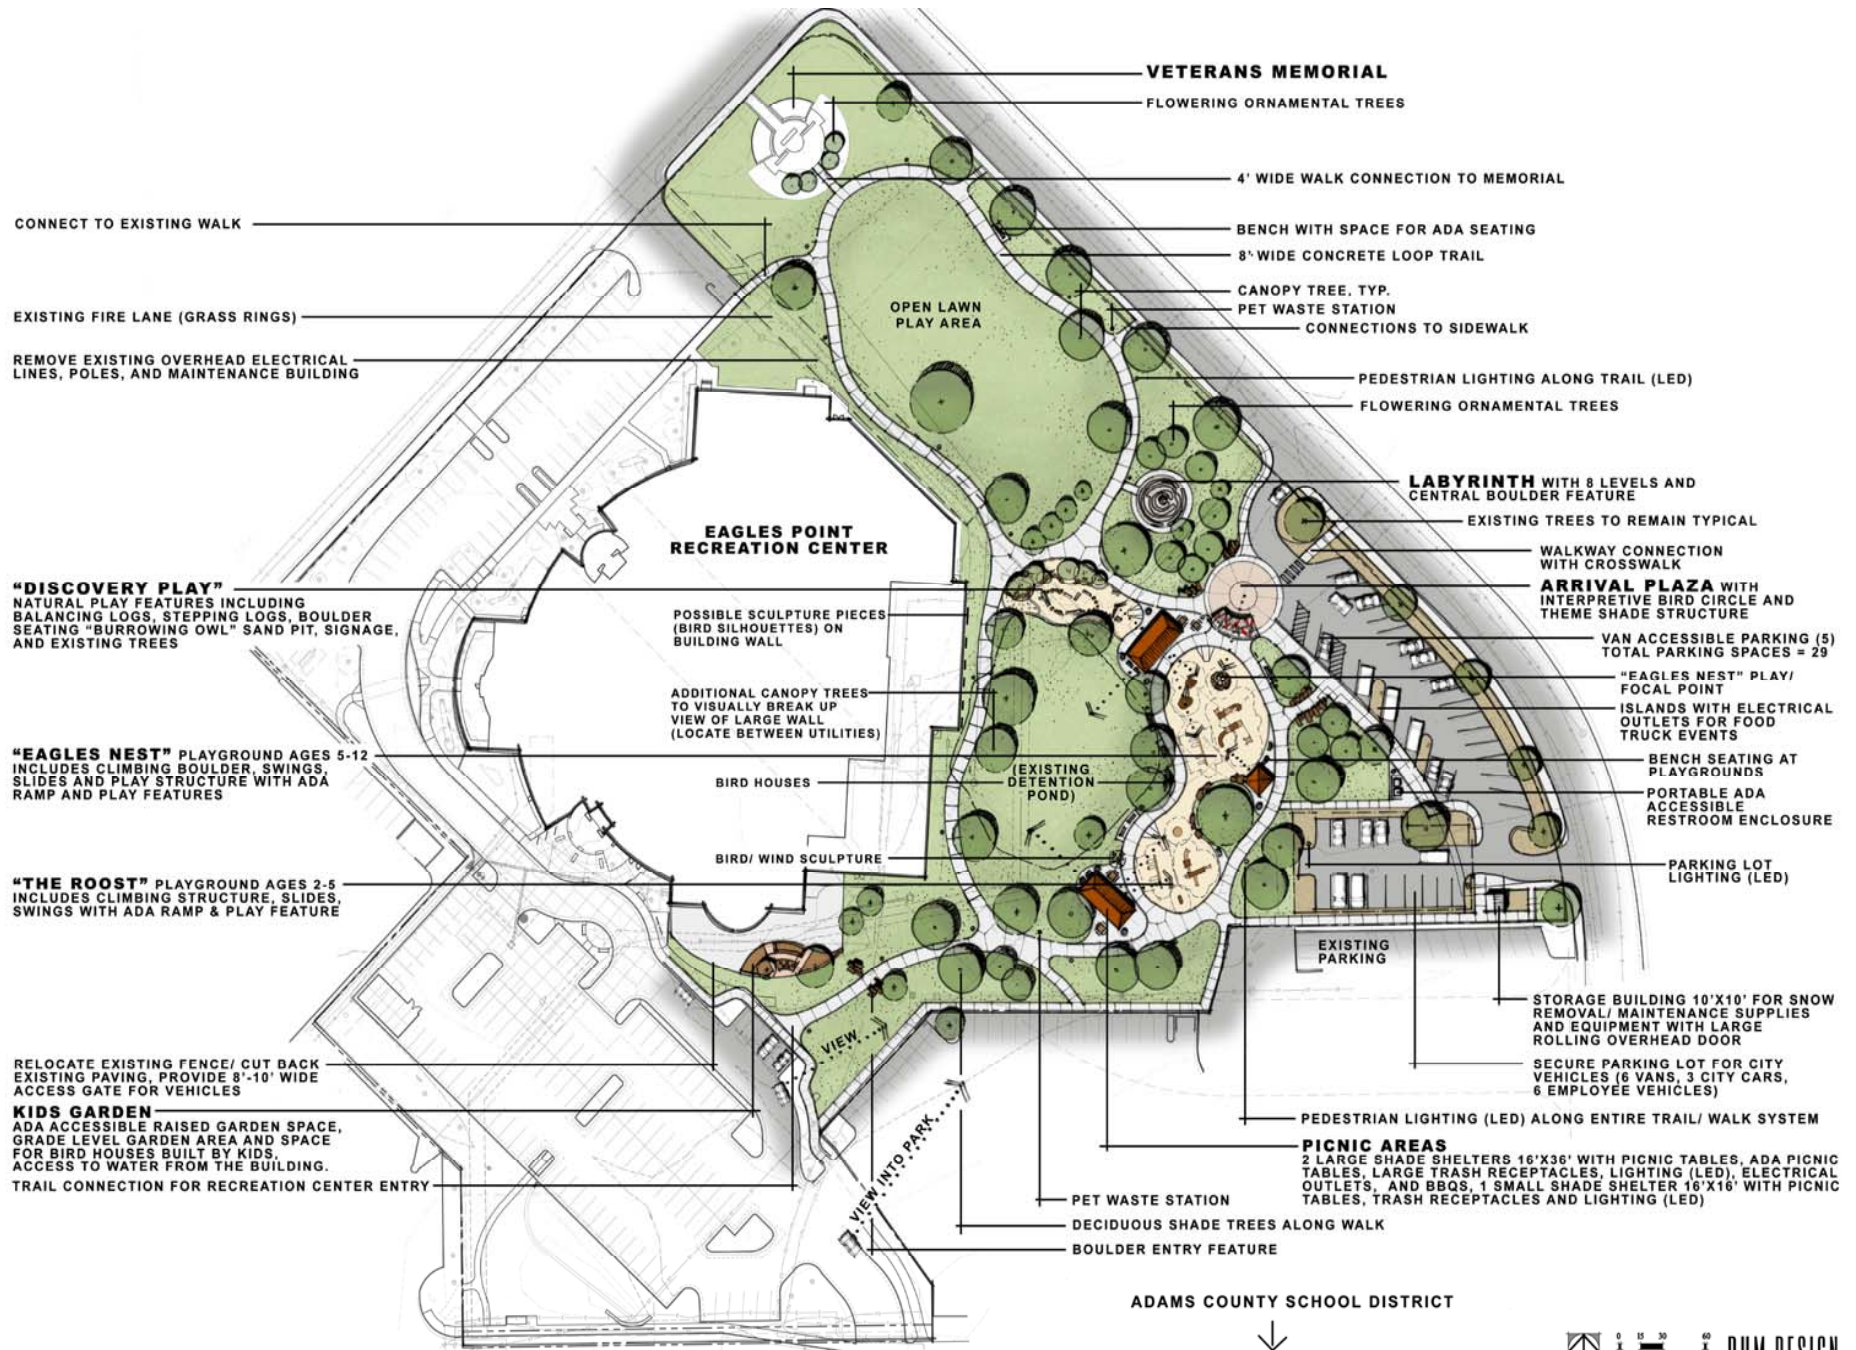 VETERANS MEMORIAL
FLOWERING ORNAMENTAL TREES
4' WIDE WALK CONNECTION TO MEMORIAL
BENCH WITH SPACE FOR ADA SEATING
8' WIDE CONCRETE LOOP TRAIL
CANOPY TREE, TYP.
PET WASTE STATION
CONNECTIONS TO SIDEWALK
PEDESTRIAN LIGHTING ALONG TRAIL (LED)
FLOWERING ORNAMENTAL TREES
LABYRINTH WITH 8 LEVELS AND
CENTRAL BOULDER FEATURE
EXISTING TREES TO REMAIN TYPICAL
WALKWAY CONNECTION
WITH CROSSWALK
ARRIVAL PLAZA WITH
INTERPRETIVE BIRD CIRCLE AND
THEME SHADE STRUCTURE
VAN ACCESSIBLE PARKING (5)
TOTAL PARKING SPACES = 29
"EAGLES NEST" PLAY/
FOCAL POINT
ISLANDS WITH ELECTRICAL
OUTLETS FOR FOOD
TRUCK EVENTS
BENCH SEATING AT
PLAYGROUNDS
PORTABLE ADA
ACCESSIBLE
RESTROOM ENCLOSURE
PARKING LOT
LIGHTING (LED)
EXISTING
PARKING
STORAGE BUILDING 10'X10' FOR SNOW
REMOVAL/ MAINTENANCE SUPPLIES
AND EQUIPMENT WITH LARGE
ROLLING OVERHEAD DOOR
SECURE PARKING LOT FOR CITY
VEHICLES (6 VANS, 3 CITY CARS,
6 EMPLOYEE VEHICLES)
PEDESTRIAN LIGHTING (LED) ALONG ENTIRE TRAIL/ WALK SYSTEM
PICNIC AREAS
2 LARGE SHADE SHELTERS 16'X36' WITH PICNIC TABLES, ADA PICNIC
TABLES, LARGE TRASH RECEPTACLES, LIGHTING (LED), ELECTRICAL
OUTLETS, AND BBQS, 1 SMALL SHADE SHELTER 16'X16' WITH PICNIC
TABLES, TRASH RECEPTACLES AND LIGHTING (LED)
PET WASTE STATION
DECIDUOUS SHADE TREES ALONG WALK
BOULDER ENTRY FEATURE
CONNECT TO EXISTING WALK
EXISTING FIRE LANE (GRASS RINGS)
REMOVE EXISTING OVERHEAD ELECTRICAL
LINES, POLES, AND MAINTENANCE BUILDING
"DISCOVERY PLAY"
NATURAL PLAY FEATURES INCLUDING
BALANCING LOGS, STEPPING LOGS, BOULDER
SEATING "BURROWING OWL" SAND PIT, SIGNAGE,
AND EXISTING TREES
"EAGLES NEST" PLAYGROUND AGES 5-12
INCLUDES CLIMBING BOULDER, SWINGS,
SLIDES AND PLAY STRUCTURE WITH ADA
RAMP AND PLAY FEATURES
"THE ROOST" PLAYGROUND AGES 2-5
INCLUDES CLIMBING STRUCTURE, SLIDES,
SWINGS WITH ADA RAMP & PLAY FEATURE
RELOCATE EXISTING FENCE/ CUT BACK
EXISTING PAVING, PROVIDE 8'-10' WIDE
ACCESS GATE FOR VEHICLES
KIDS GARDEN
ADA ACCESSIBLE RAISED GARDEN SPACE,
GRADE LEVEL GARDEN AREA AND SPACE
FOR BIRD HOUSES BUILT BY KIDS.
ACCESS TO WATER FROM THE BUILDING.
TRAIL CONNECTION FOR RECREATION CENTER ENTRY
OPEN LAWN
PLAY AREA
EAGLES POINT
RECREATION CENTER
POSSIBLE SCULPTURE PIECES
(BIRD SILHOUETTES) ON
BUILDING WALL
ADDITIONAL CANOPY TREES
TO VISUALLY BREAK UP
VIEW OF LARGE WALL
(LOCATE BETWEEN UTILITIES)
BIRD HOUSES
(EXISTING
DETENTION
POND)
BIRD/ WIND SCULPTURE
VIEW
VIEW INTO PARK
ADAMS COUNTY SCHOOL DISTRICT
0 15 30 60
DHM DESIGN